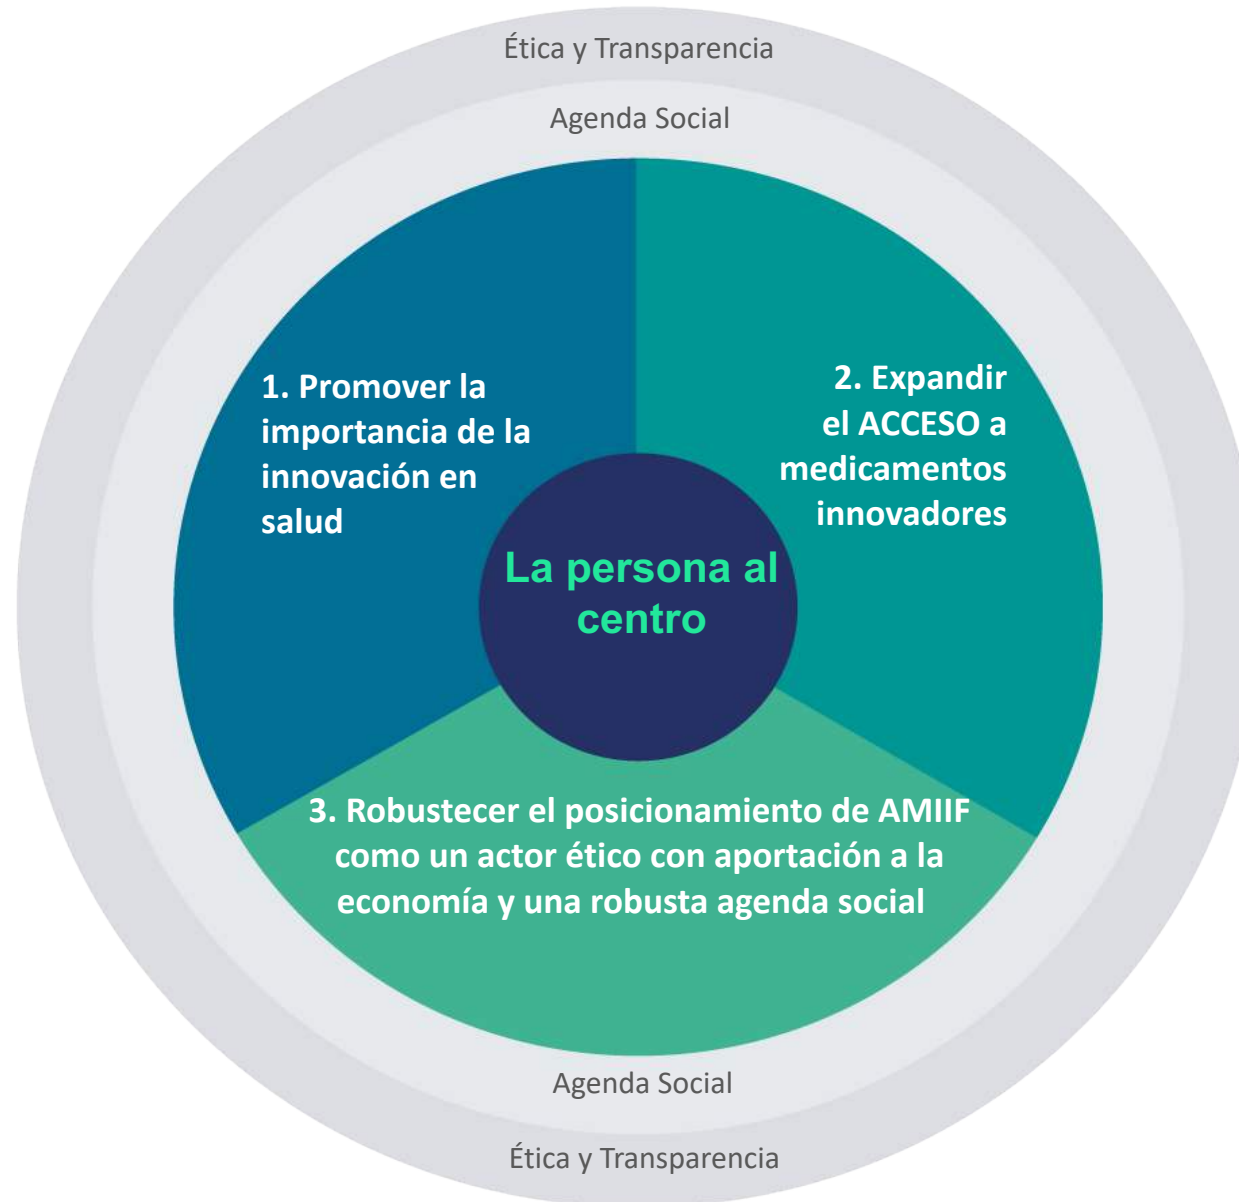 Ética y Transparencia
Agenda Social
1. Promover la
importancia de la
innovación en
salud
2. Expandir
el ACCESO a
medicamentos
innovadores
La persona al
centro
3. Robustecer el posicionamiento de AMIIF
como un actor ético con aportación a la
economía y una robusta agenda social
Agenda Social
Ética y Transparencia